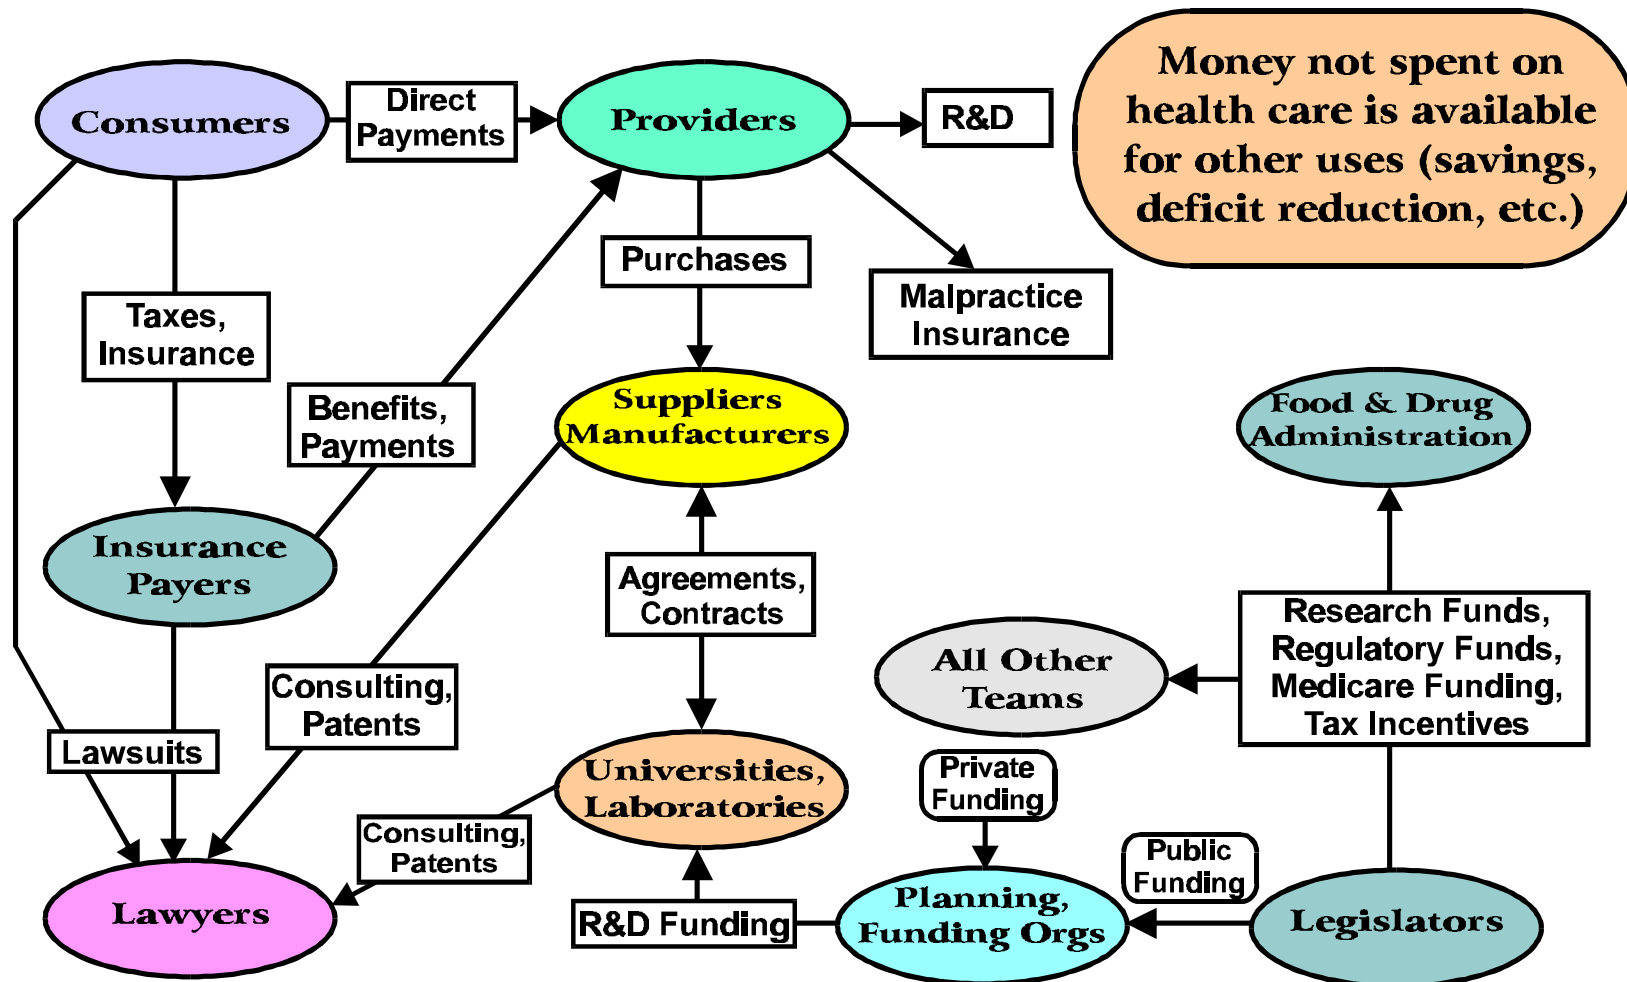 Consumers
Direct
Payments
Providers
R&D
Money not spent on
health care is available
for other uses (savings,
deficit reduction, etc.)
Purchases
Malpractice
Insurance
Taxes,
Insurance
Benefits,
Payments
Suppliers
Manufacturers
Food & Drug
Administration
Insurance
Payers
Agreements,
Contracts
Research Funds,
Regulatory Funds,
Medicare Funding,
Tax Incentives
All Other
Teams
Consulting,
Patents
Lawsuits
Universities,
Laboratories
Private
Funding
Consulting,
Patents
Public
Funding
Lawyers
R&D Funding
Planning,
Funding Orgs
Legislators